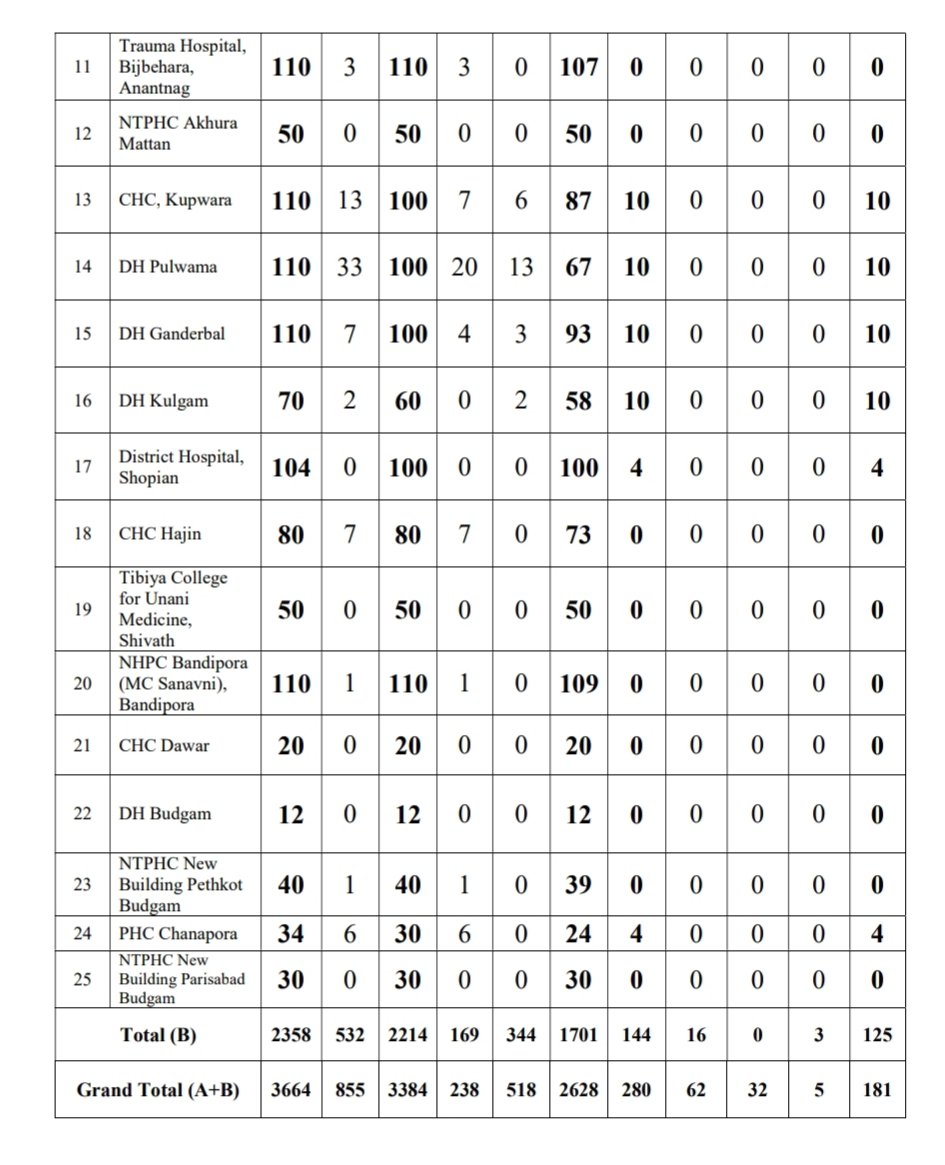 11 Trauma Hospital, Bijbehara, Anantnag 110 3 110 3 0 107 0 0 0 0 0
12 NTPHC Akhura Mattan 50 0 50 0 0 50 0 0 0 0 0
13 CHC, Kupwara 110 13 100 7 6 87 10 0 0 0 10
14 DH Pulwama 110 33 100 20 13 67 10 0 0 0 10
15 DH Ganderbal 110 7 100 4 3 93 10 0 0 0 10
16 DH Kulgam 70 2 60 0 2 58 10 0 0 0 10
17 District Hospital, Shopian 104 0 100 0 0 100 4 0 0 0 4
18 CHC Hajin 80 7 80 7 0 73 0 0 0 0 0
19 Tibiya College for Unani Medicine, Shivath 50 0 50 0 0 50 0 0 0 0 0
20 NHPC Bandipora (MC Sanavni), Bandipora 110 1 110 1 0 109 0 0 0 0 0
21 CHC Dawar 20 0 20 0 0 20 0 0 0 0 0
22 DH Budgam 12 0 12 0 0 12 0 0 0 0 0
23 NTPHC New Building Pethkot Budgam 40 1 40 1 0 39 0 0 0 0 0
24 PHC Chanapora 34 6 30 6 0 24 4 0 0 0 4
25 NTPHC New Building Parisabad Budgam 30 0 30 0 0 30 0 0 0 0 0
Total (B) 2358 532 2214 169 344 1701 144 16 0 3 125
Grand Total (A+B) 3664 855 3384 238 518 2628 280 62 32 5 181